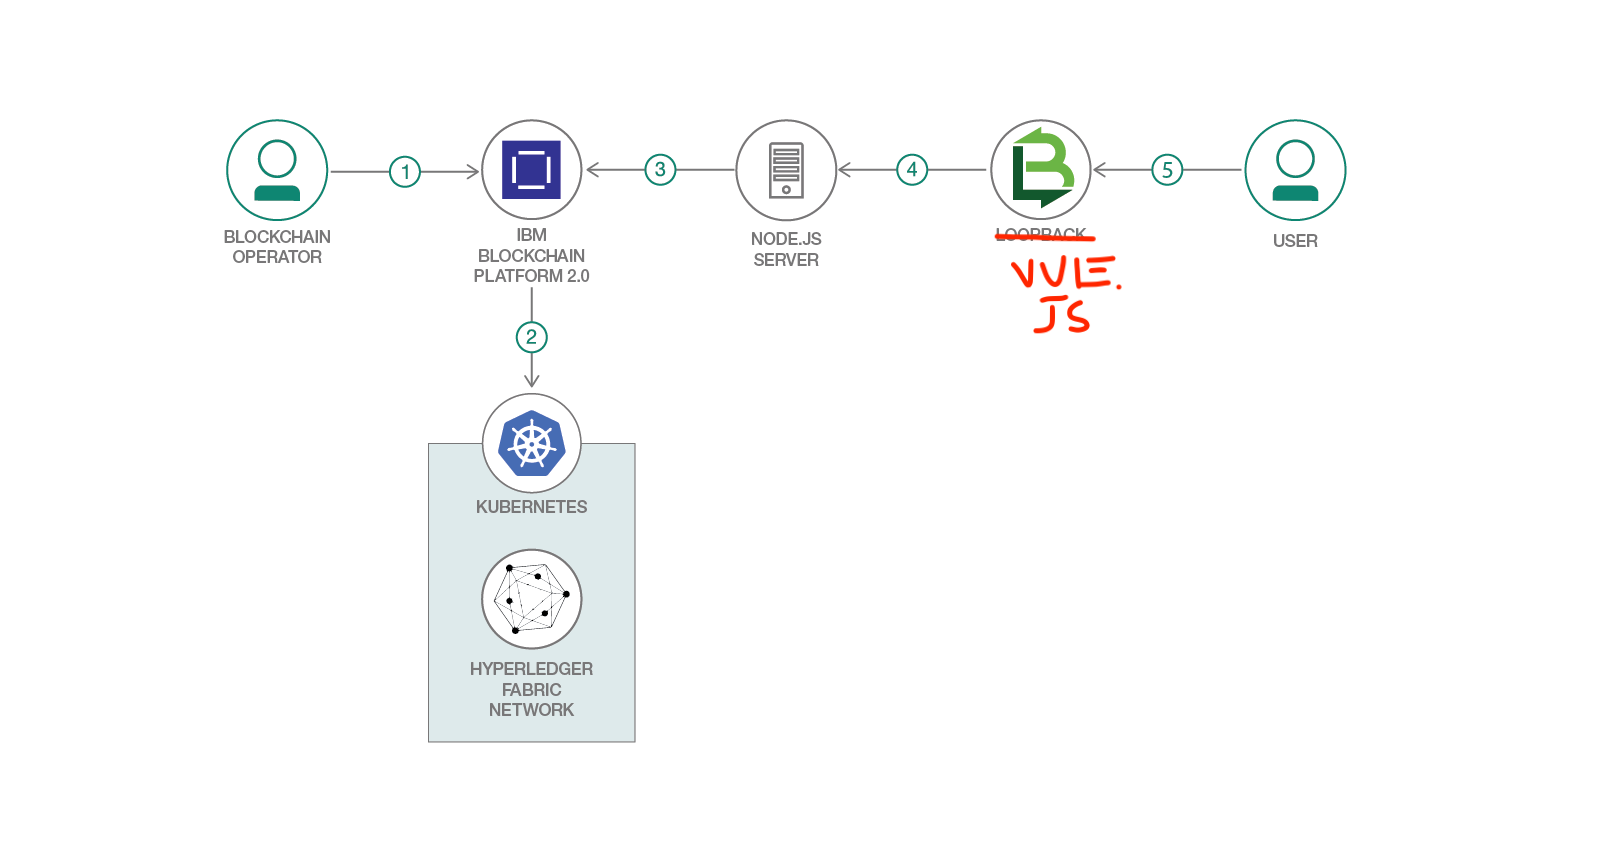 1
3
4
5
BLOCKCHAIN
OPERATOR
IBM
BLOCKCHAIN
PLATFORM 2.0
NODE.JS
SERVER
LOOPBACK
VUE.
JS
USER
2
KUBERNETES
HYPERLEDGER
FABRIC
NETWORK